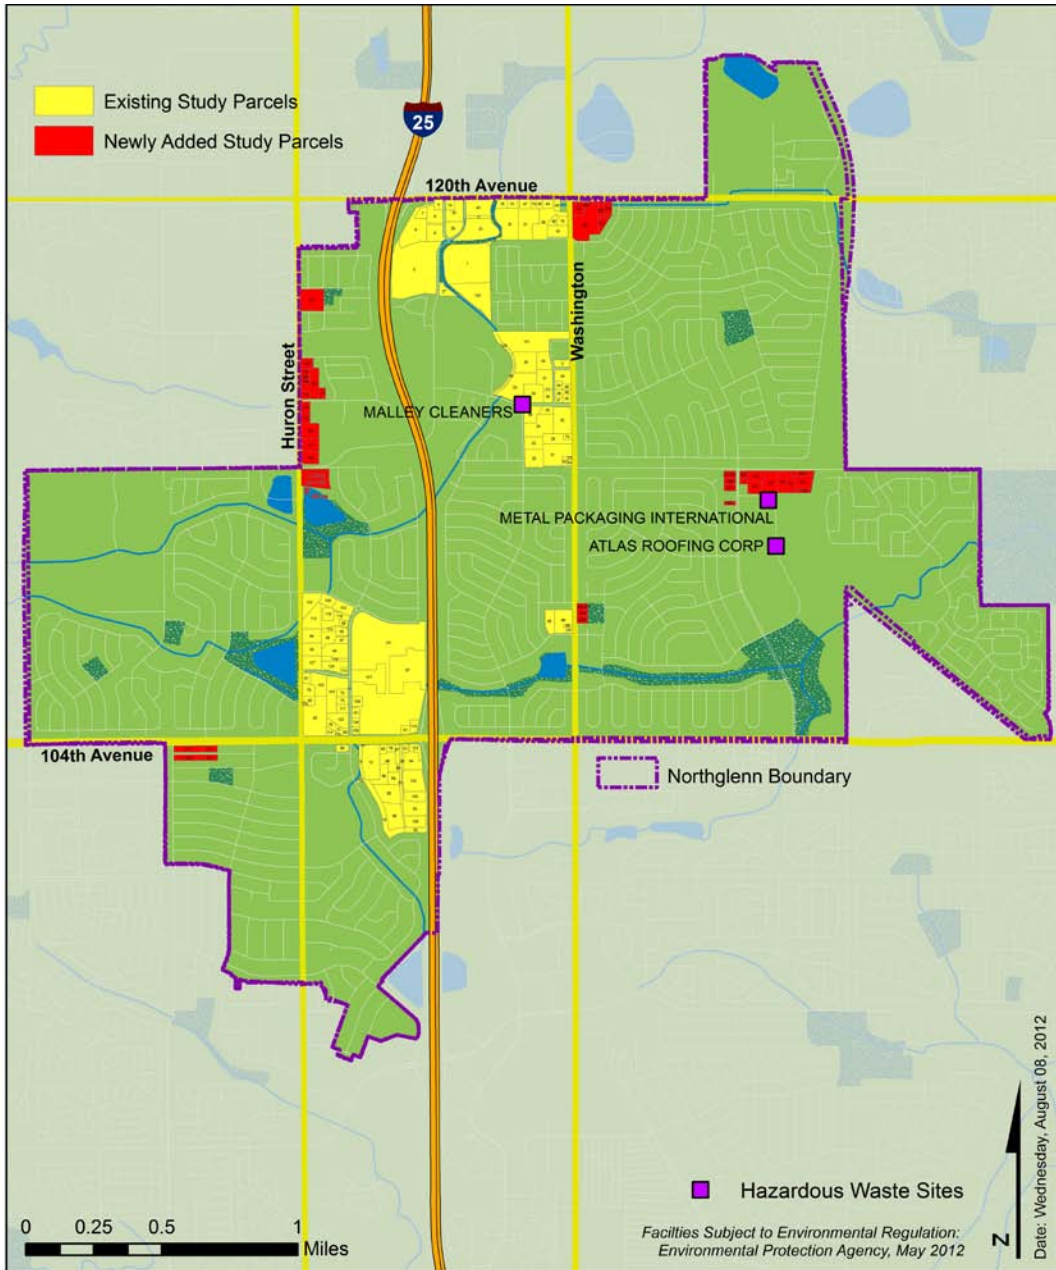 Existing Study Parcels
Newly Added Study Parcels
25
120th Avenue
Washington
Huron Street
MALLEY CLEANERS
METAL PACKAGING INTERNATIONAL
ATLAS ROOFING CORP
104th Avenue
Northglenn Boundary
Hazardous Waste Sites
Facilties Subject to Environmental Regulation:
Environmental Protection Agency, May 2012
0 0.25 0.5 1
Miles
N
Date: Wednesday, August 08, 2012